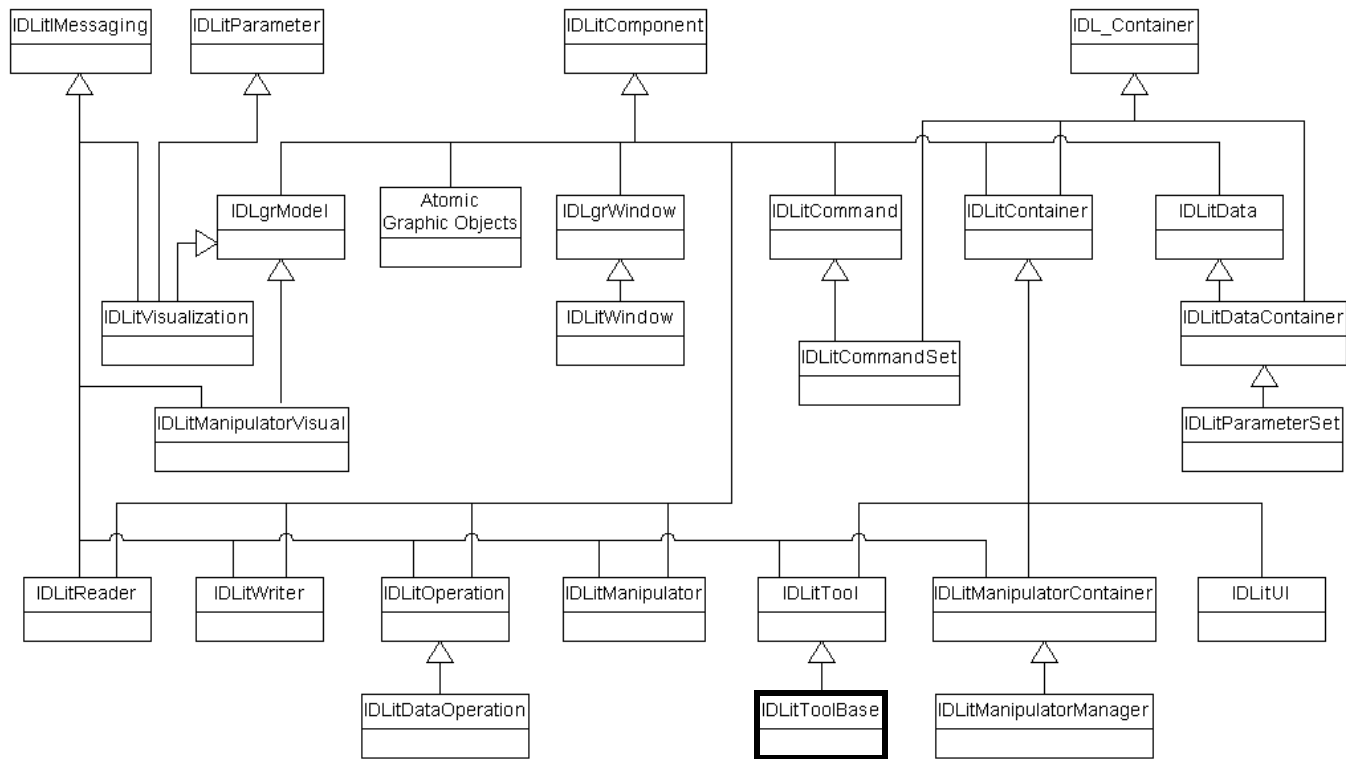 IDLitIMessaging
IDLitParameter
IDLitComponent
IDL_Container
IDLgrModel
Atomic
Graphic Objects
IDLgrWindow
IDLitCommand
IDLitContainer
IDLitData
IDLitVisualization
IDLitWindow
IDLitCommandSet
IDLitDataContainer
IDLitManipulatorVisual
IDLitParameterSet
IDLitReader
IDLitWriter
IDLitOperation
IDLitManipulator
IDLitTool
IDLitManipulatorContainer
IDLitUI
IDLitDataOperation
IDLitToolBase
IDLitManipulatorManager